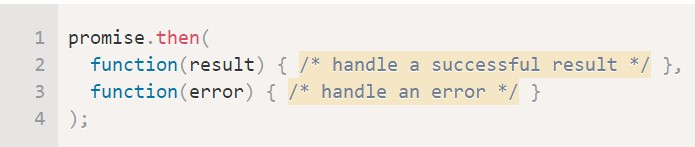 1 promise.then(
2   function(result) { /* handle a successful result */ },
3   function(error) { /* handle an error */ }
4 );